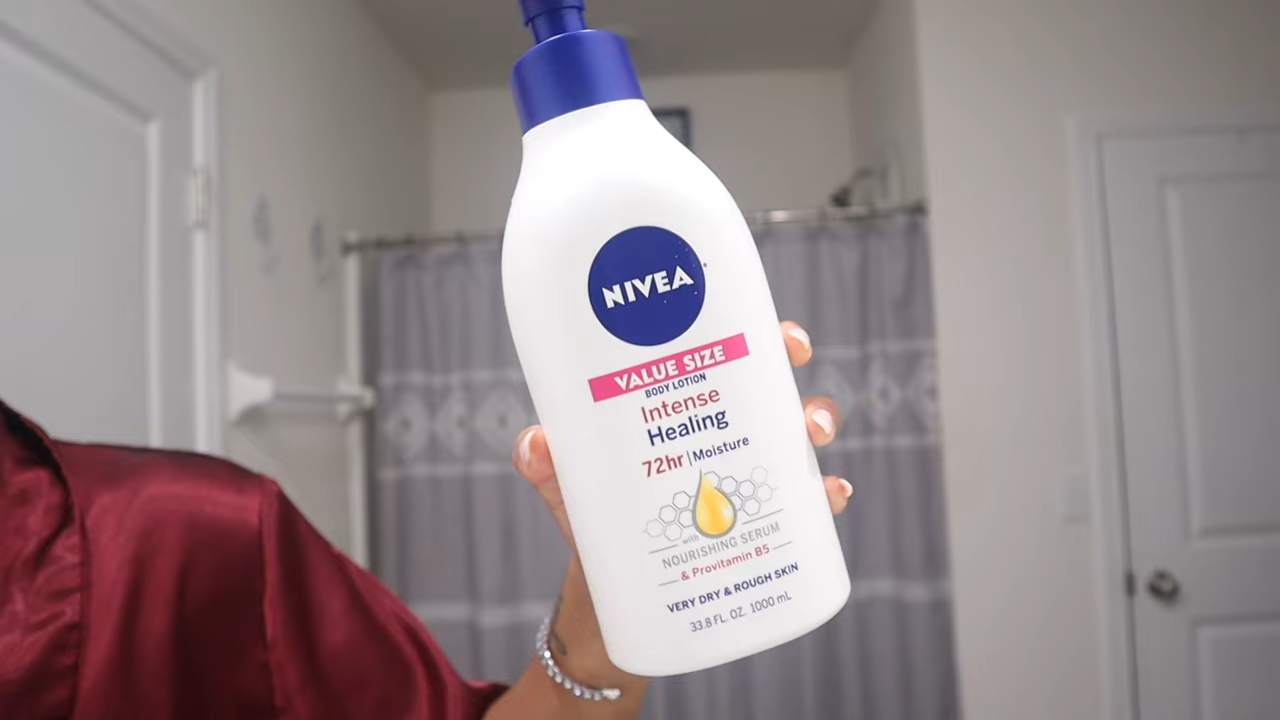 NIVEA
VALUE SIZE
BODY LOTION
Intense
Healing
72hr | Moisture
with
NOURISHING SERUM
& Provitamin B5
VERY DRY & ROUGH SKIN
33.8 FL. OZ. 1000 mL